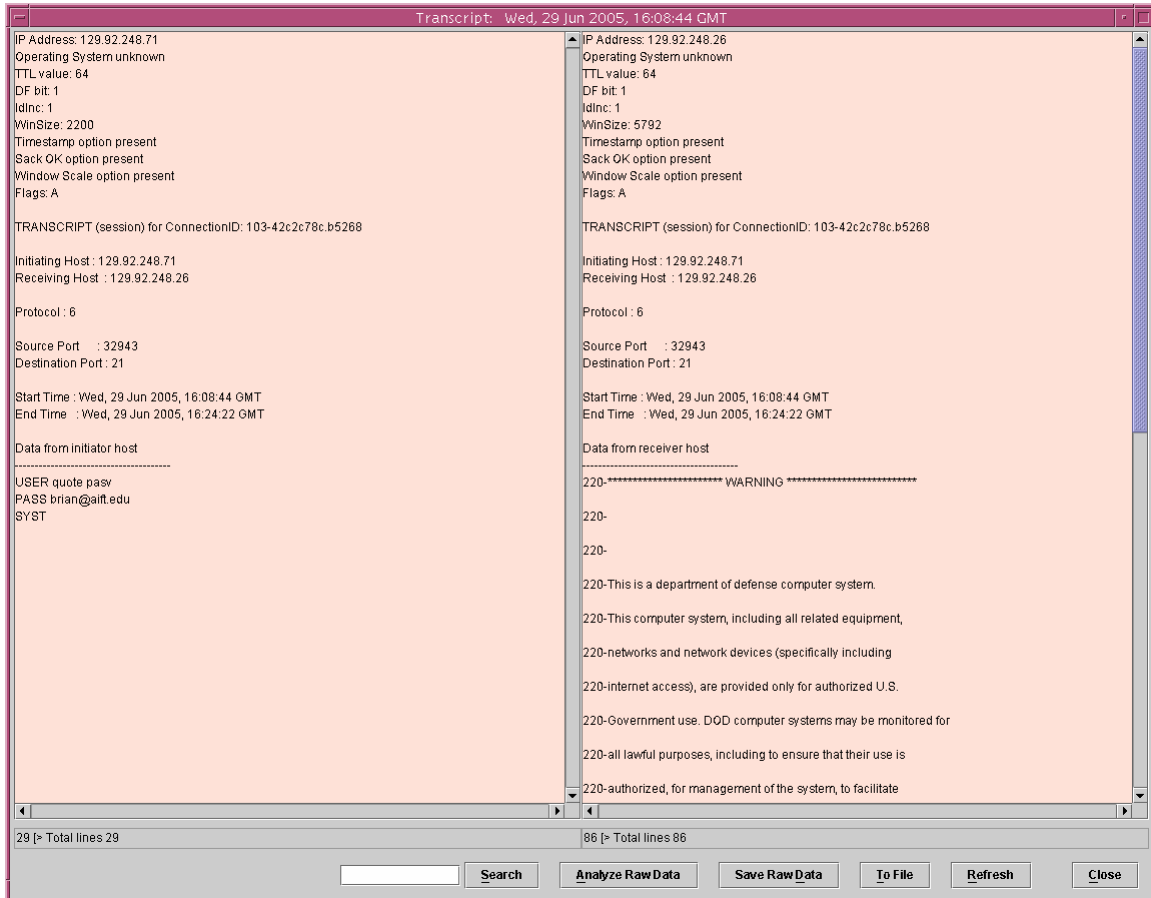 Transcript: Wed, 29 Jun 2005, 16:08:44 GMT
IP Address: 129.92.248.71
Operating System unknown
TTL value: 64
DF bit: 1
IdInc: 1
WinSize: 2200
Timestamp option present
Sack OK option present
Window Scale option present
Flags: A
TRANSCRIPT (session) for ConnectionID: 103-42c2c78c.b5268
Initiating Host : 129.92.248.71
Receiving Host : 129.92.248.26
Protocol : 6
Source Port : 32943
Destination Port : 21
Start Time : Wed, 29 Jun 2005, 16:08:44 GMT
End Time : Wed, 29 Jun 2005, 16:24:22 GMT
Data from initiator host
---------------------------------------
USER quote pasv
PASS brian@aift.edu
SYST
29 [> Total lines 29
IP Address: 129.92.248.26
Operating System unknown
TTL value: 64
DF bit: 1
IdInc: 1
WinSize: 5792
Timestamp option present
Sack OK option present
Window Scale option present
Flags: A
TRANSCRIPT (session) for ConnectionID: 103-42c2c78c.b5268
Initiating Host : 129.92.248.71
Receiving Host : 129.92.248.26
Protocol : 6
Source Port : 32943
Destination Port : 21
Start Time : Wed, 29 Jun 2005, 16:08:44 GMT
End Time : Wed, 29 Jun 2005, 16:24:22 GMT
Data from receiver host
---------------------------------------
220-*********************** WARNING **************************
220-
220-
220-This is a department of defense computer system.
220-This computer system, including all related equipment,
220-networks and network devices (specifically including
220-internet access), are provided only for authorized U.S.
220-Government use. DOD computer systems may be monitored for
220-all lawful purposes, including to ensure that their use is
220-authorized, for management of the system, to facilitate
86 [> Total lines 86
Search Analyze Raw Data Save Raw Data To File Refresh Close